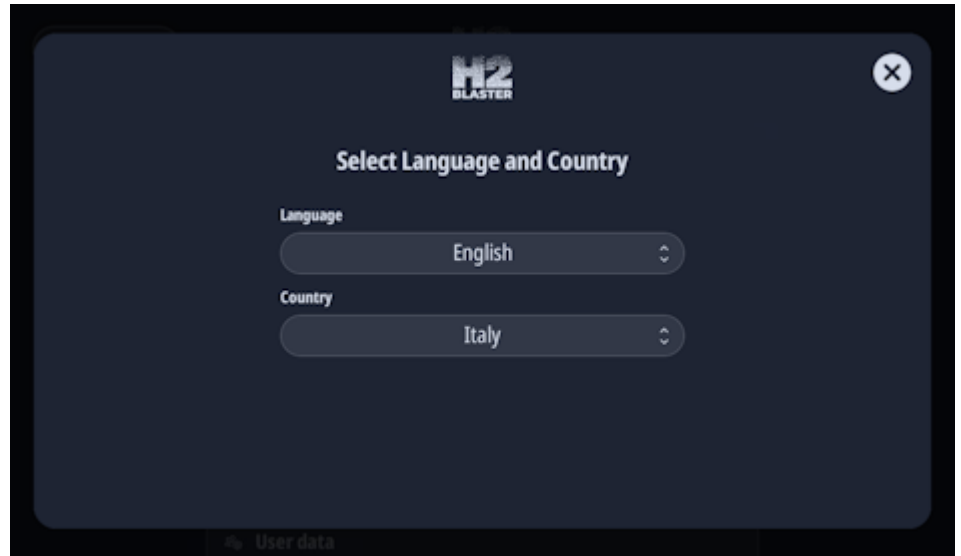 H2
BLASTER
Select Language and Country
Language
English
Country
Italy
User data